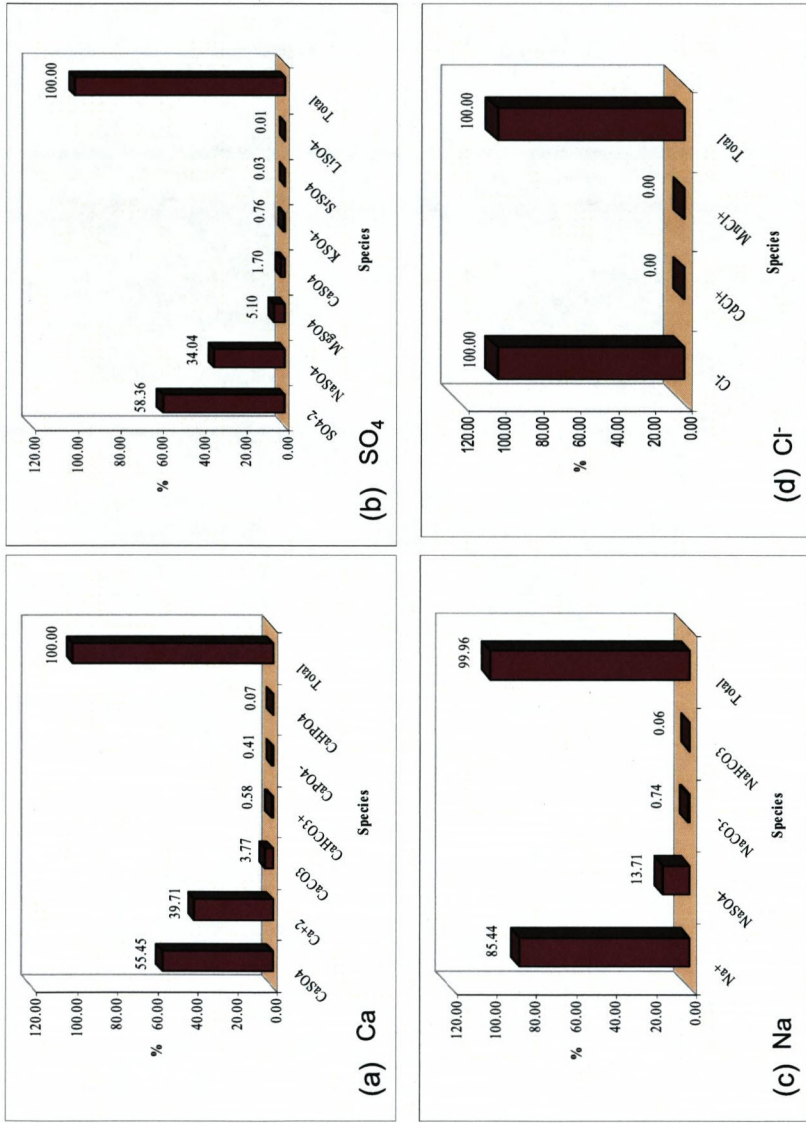 120.00
100.00
80.00
60.00
40.00
20.00
0.00
%
55.45
39.71
3.77
0.58
0.41
0.07
100.00
CaSO4
Ca+2
CaCO3
CaHCO3+
CaPO4-
CaHPO4
Total
Species
(a) Ca
120.00
100.00
80.00
60.00
40.00
20.00
0.00
%
58.36
34.04
5.10
1.70
0.76
0.03
0.01
100.00
SO4-2
NaSO4-
MgSO4
CaSO4
KSO4-
SrSO4
LiSO4-
Total
Species
(b) SO4
120.00
100.00
80.00
60.00
40.00
20.00
0.00
%
85.44
13.71
0.74
0.06
99.96
Na+
NaSO4-
NaCO3-
NaHCO3
Total
Species
(c) Na
120.00
100.00
80.00
60.00
40.00
20.00
0.00
%
100.00
0.00
0.00
100.00
Cl-
CdCl+
MnCl+
Total
Species
(d) Cl-